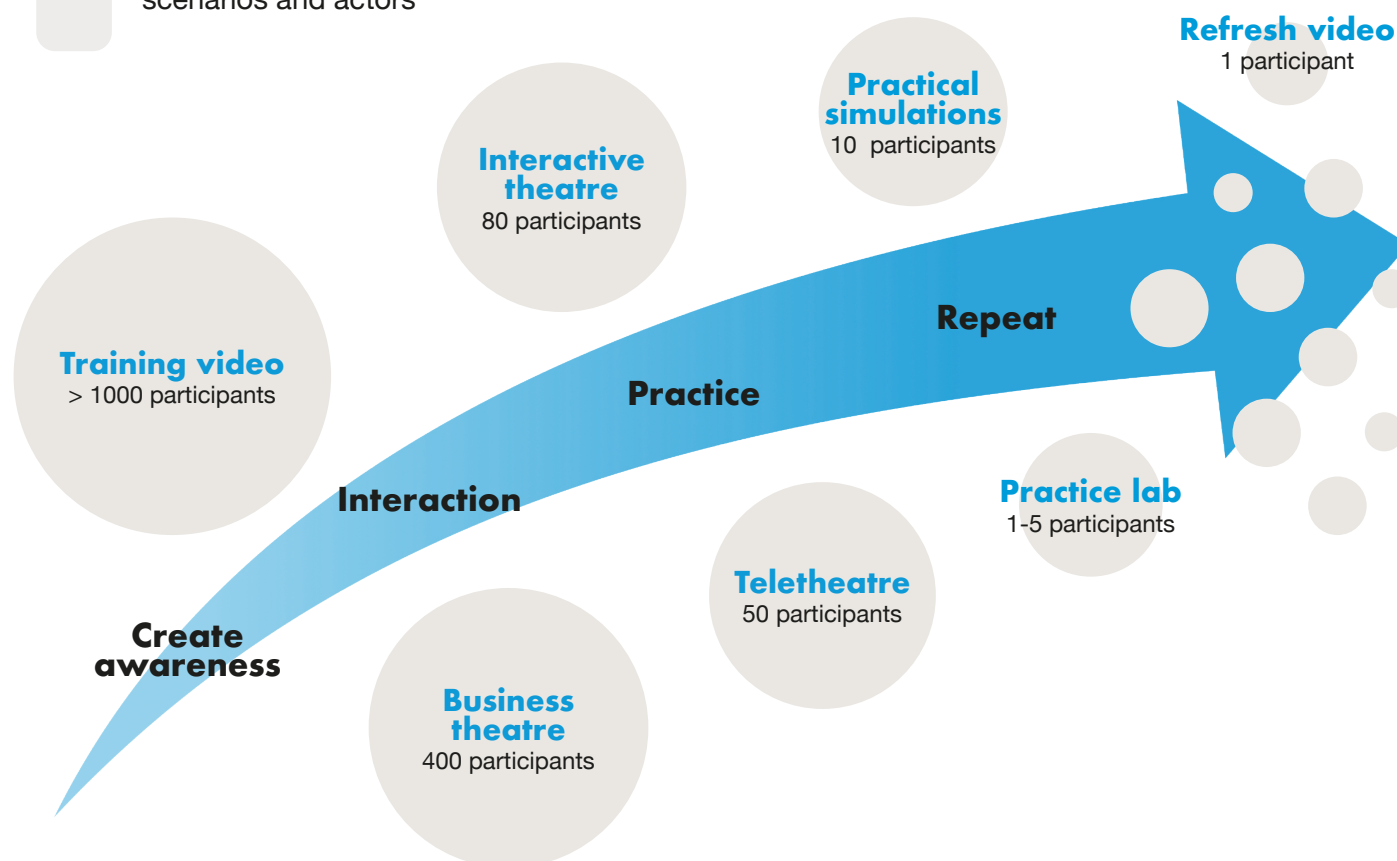 scenarios and actors
Refresh video
1 participant
Practical
simulations
10 participants
Interactive
theatre
80 participants
Training video
> 1000 participants
Repeat
Practice
Interaction
Practice lab
1-5 participants
Teletheatre
50 participants
Create
awareness
Business
theatre
400 participants